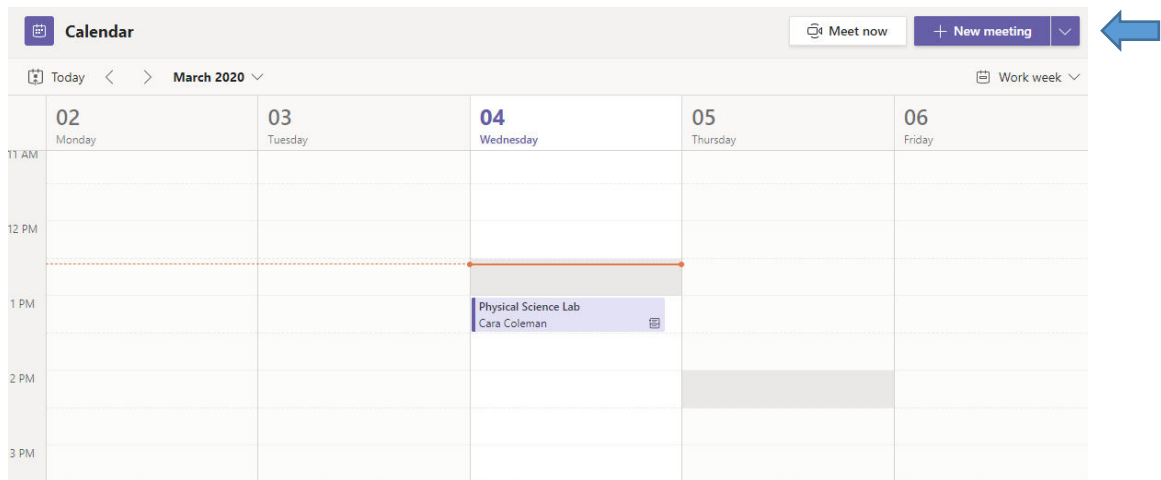 Calendar
Meet now
+ New meeting
Today
March 2020
Work week
02
Monday
03
Tuesday
04
Wednesday
05
Thursday
06
Friday
11 AM
12 PM
1 PM
Physical Science Lab
Cara Coleman
2 PM
3 PM